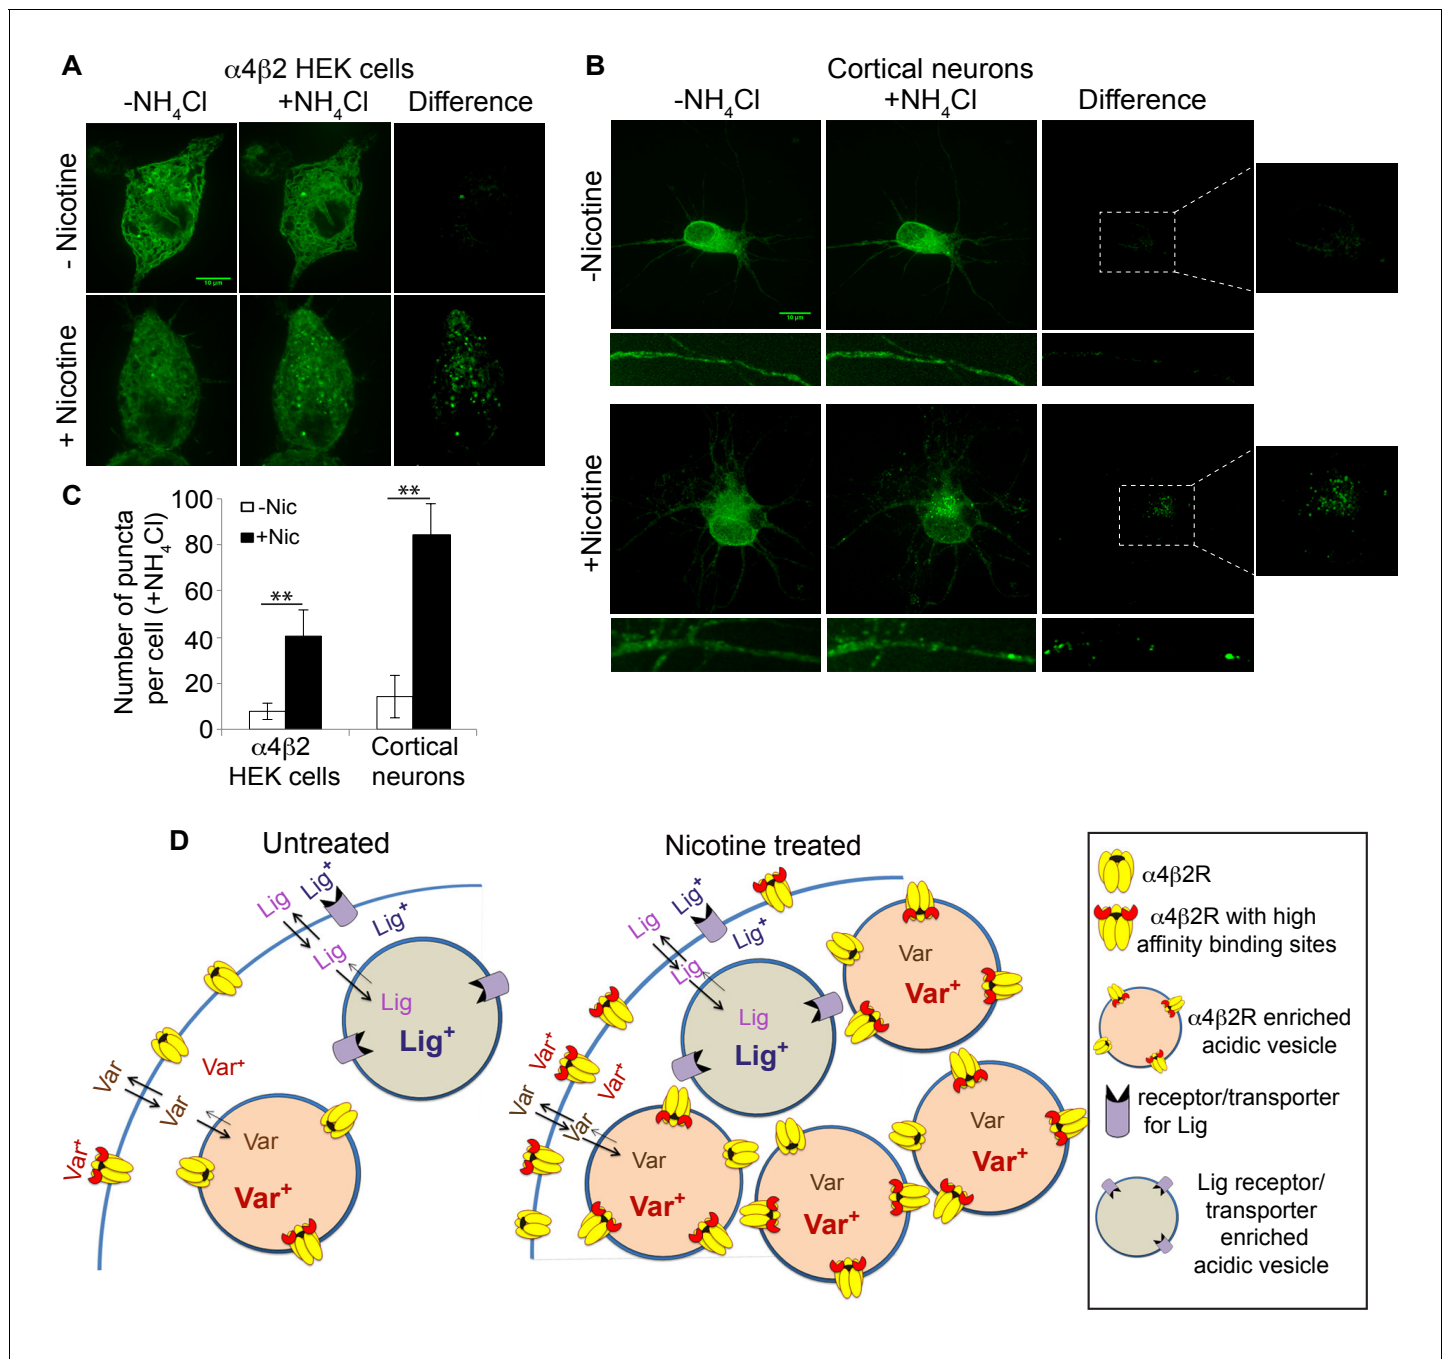 A
α4β2 HEK cells
-NH4Cl
+NH4Cl
Difference
- Nicotine
10 µm
+ Nicotine
B
Cortical neurons
-NH4Cl
+NH4Cl
Difference
-Nicotine
10 µm
+Nicotine
C
Number of puncta
per cell (+NH4Cl)
100
80
60
40
20
0
-Nic
+Nic
**
**
α4β2
HEK cells
Cortical
neurons
D
Untreated
Lig
Lig+
Lig+
Lig
Lig
Lig+
Var
Var+
Var
Var+
Var
Var+
Nicotine treated
Lig
Lig+
Lig+
Lig
Lig
Lig+
Var
Var+
Var+
Var+
Var
Var
Var
Var+
Var
Var+
Var
Var+
α4β2R
α4β2R with high
affinity binding sites
α4β2R enriched
acidic vesicle
receptor/transporter
for Lig
Lig receptor/
transporter
enriched
acidic vesicle